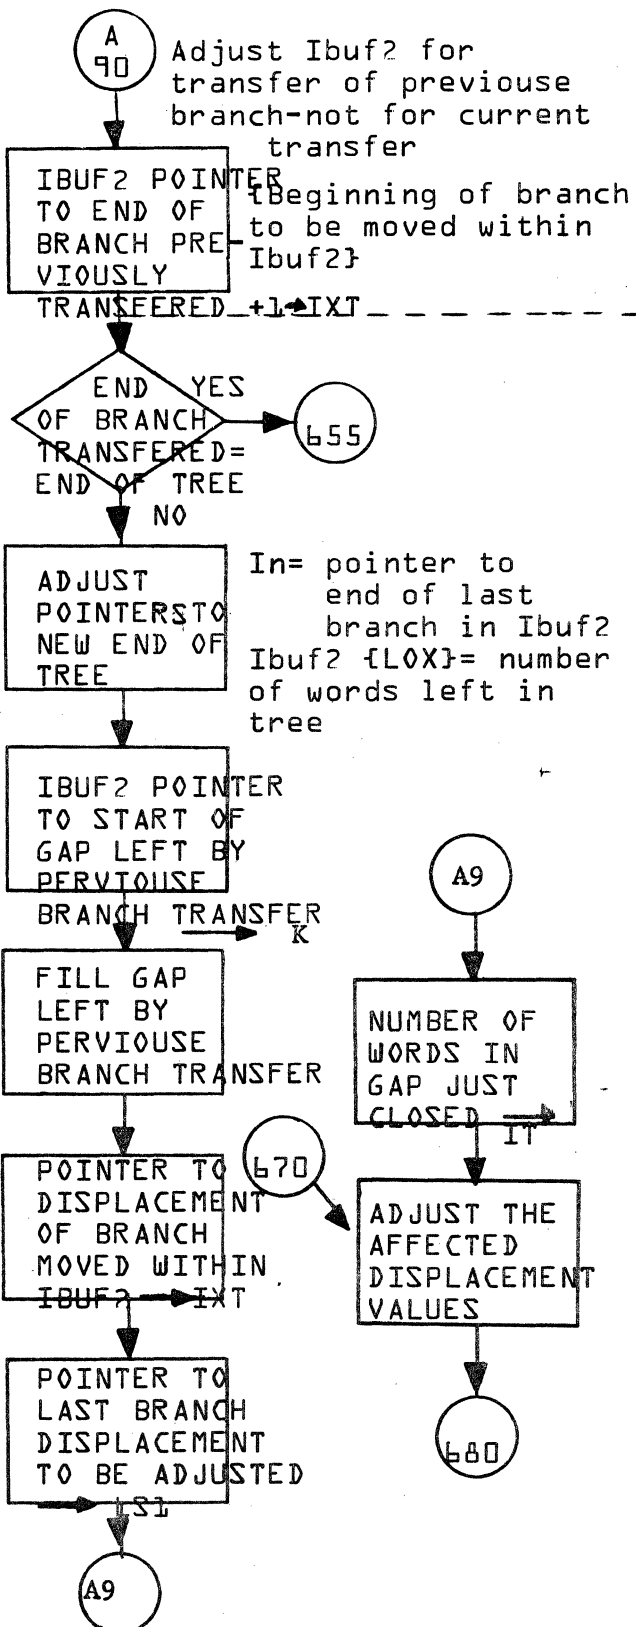 A
90
Adjust Ibuf2 for
transfer of previouse
branch-not for current
transfer
IBUF2 POINTER
TO END OF
BRANCH PRE-
VIOUSLY
TRANSFERED +1→IXT
{Beginning of branch
to be moved within
Ibuf2}
END YES
OF BRANCH
TRANSFERED=
END OF TREE
NO
655
ADJUST
POINTERS TO
NEW END OF
TREE
In= pointer to
end of last
branch in Ibuf2
Ibuf2 {LOX}= number
of words left in
tree
IBUF2 POINTER
TO START OF
GAP LEFT BY
PERVIOUSE
BRANCH TRANSFER
→ K
FILL GAP
LEFT BY
PERVIOUSE
BRANCH TRANSFER
POINTER TO
DISPLACEMENT
OF BRANCH
MOVED WITHIN
IBUF2 → IXT
POINTER TO
LAST BRANCH
DISPLACEMENT
TO BE ADJUSTED
→ S1
A9
A9
NUMBER OF
WORDS IN
GAP JUST
CLOSED →
IT
670
ADJUST THE
AFFECTED
DISPLACEMENT
VALUES
680